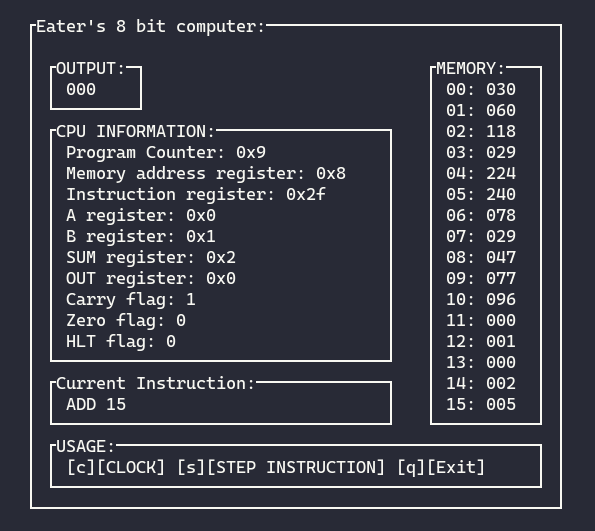 Eater's 8 bit computer:
OUTPUT:
000
CPU INFORMATION:
Program Counter: 0x9
Memory address register: 0x8
Instruction register: 0x2f
A register: 0x0
B register: 0x1
SUM register: 0x2
OUT register: 0x0
Carry flag: 1
Zero flag: 0
HLT flag: 0
Current Instruction:
ADD 15
MEMORY:
00: 030
01: 060
02: 118
03: 029
04: 224
05: 240
06: 078
07: 029
08: 047
09: 077
10: 096
11: 000
12: 001
13: 000
14: 002
15: 005
USAGE:
[c][CLOCK] [s][STEP INSTRUCTION] [q][Exit]